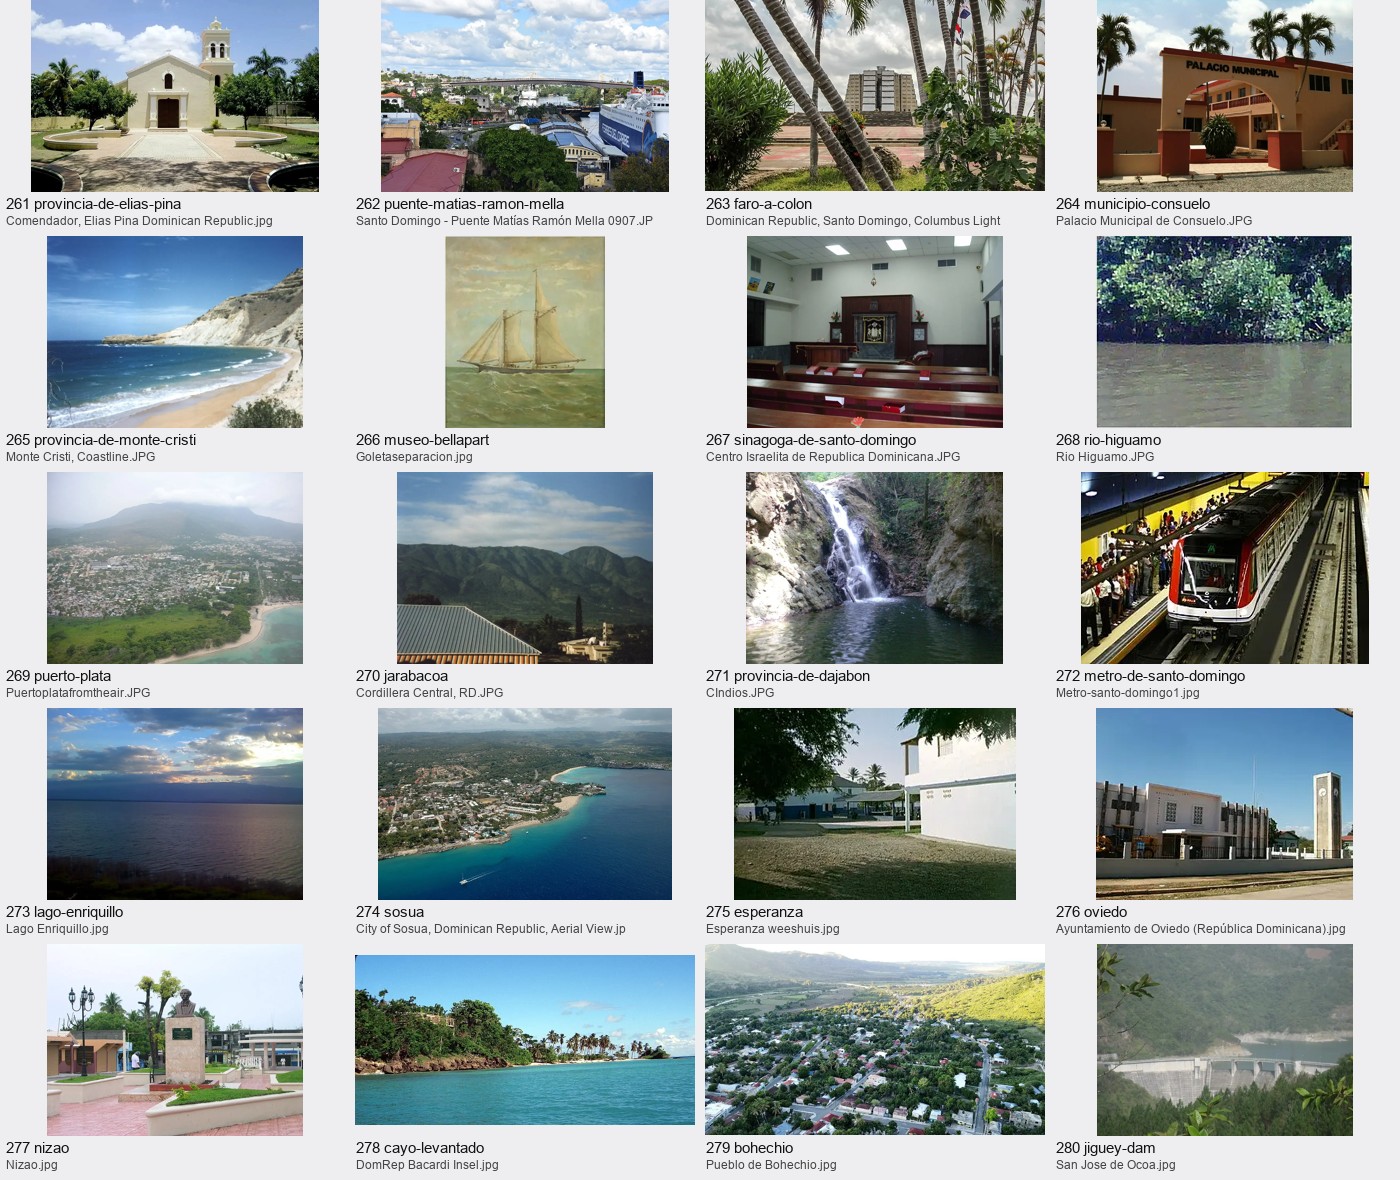 PALACIO MUNICIPAL
261 provincia-de-elias-pina
262 puente-matias-ramon-mella
263 faro-a-colon
264 municipio-consuelo
Comendador, Elias Pina Dominican Republic.jpg
Santo Domingo - Puente Matías Ramón Mella 0907.JP
Dominican Republic, Santo Domingo, Columbus Light
Palacio Municipal de Consuelo.JPG
265 provincia-de-monte-cristi
266 museo-bellapart
267 sinagoga-de-santo-domingo
268 rio-higuamo
Monte Cristi, Coastline.JPG
Goletaseparacion.jpg
Centro Israelita de Republica Dominicana.JPG
Rio Higuamo.JPG
269 puerto-plata
270 jarabacoa
271 provincia-de-dajabon
272 metro-de-santo-domingo
Puertoplatafromtheair.JPG
Cordillera Central, RD.JPG
CIndios.JPG
Metro-santo-domingo1.jpg
273 lago-enriquillo
274 sosua
275 esperanza
276 oviedo
Lago Enriquillo.jpg
City of Sosua, Dominican Republic, Aerial View.jp
Esperanza weeshuis.jpg
Ayuntamiento de Oviedo (República Dominicana).jpg
277 nizao
278 cayo-levantado
279 bohechio
280 jiguey-dam
Nizao.jpg
DomRep Bacardi Insel.jpg
Pueblo de Bohechio.jpg
San Jose de Ocoa.jpg